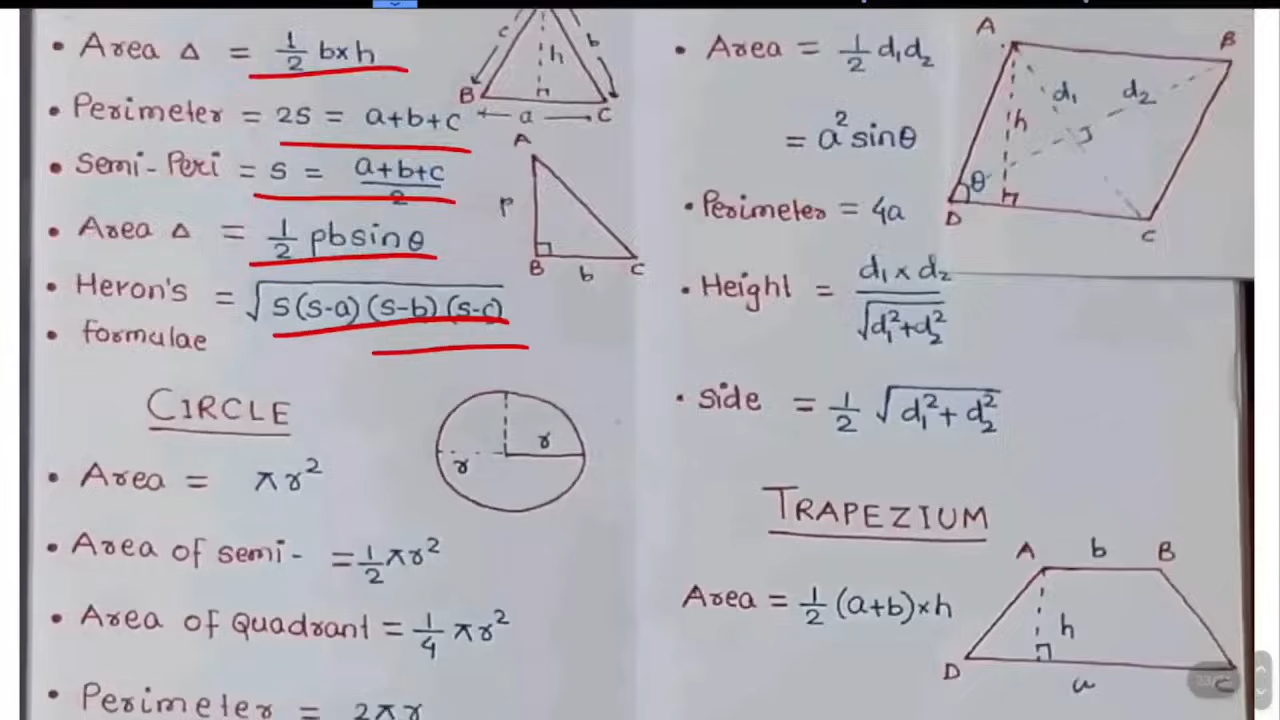 • Area Δ = 1/2 b×h
• Perimeter = 2S = a+b+c
• Semi-Peri = S = a+b+c/2
• Area Δ = 1/2 pbsinθ
• Heron's = √S(S-a)(S-b)(S-c)
• formulae
c
b
h
B
a
C
A
P
B
b
C
CIRCLE
• Area = πr²
• Area of semi- = 1/2 πr²
• Area of Quadrant = 1/4 πr²
• Perimeter = 2πr
r
r
• Area = 1/2 d₁d₂
= a² sinθ
• Perimeter = 4a
• Height = d₁×d₂/√d₁²+d₂²
• Side = 1/2 √d₁²+d₂²
A
B
d₁
d₂
h
θ
D
C
TRAPEZIUM
Area = 1/2 (a+b)×h
A
b
B
h
D
a
C